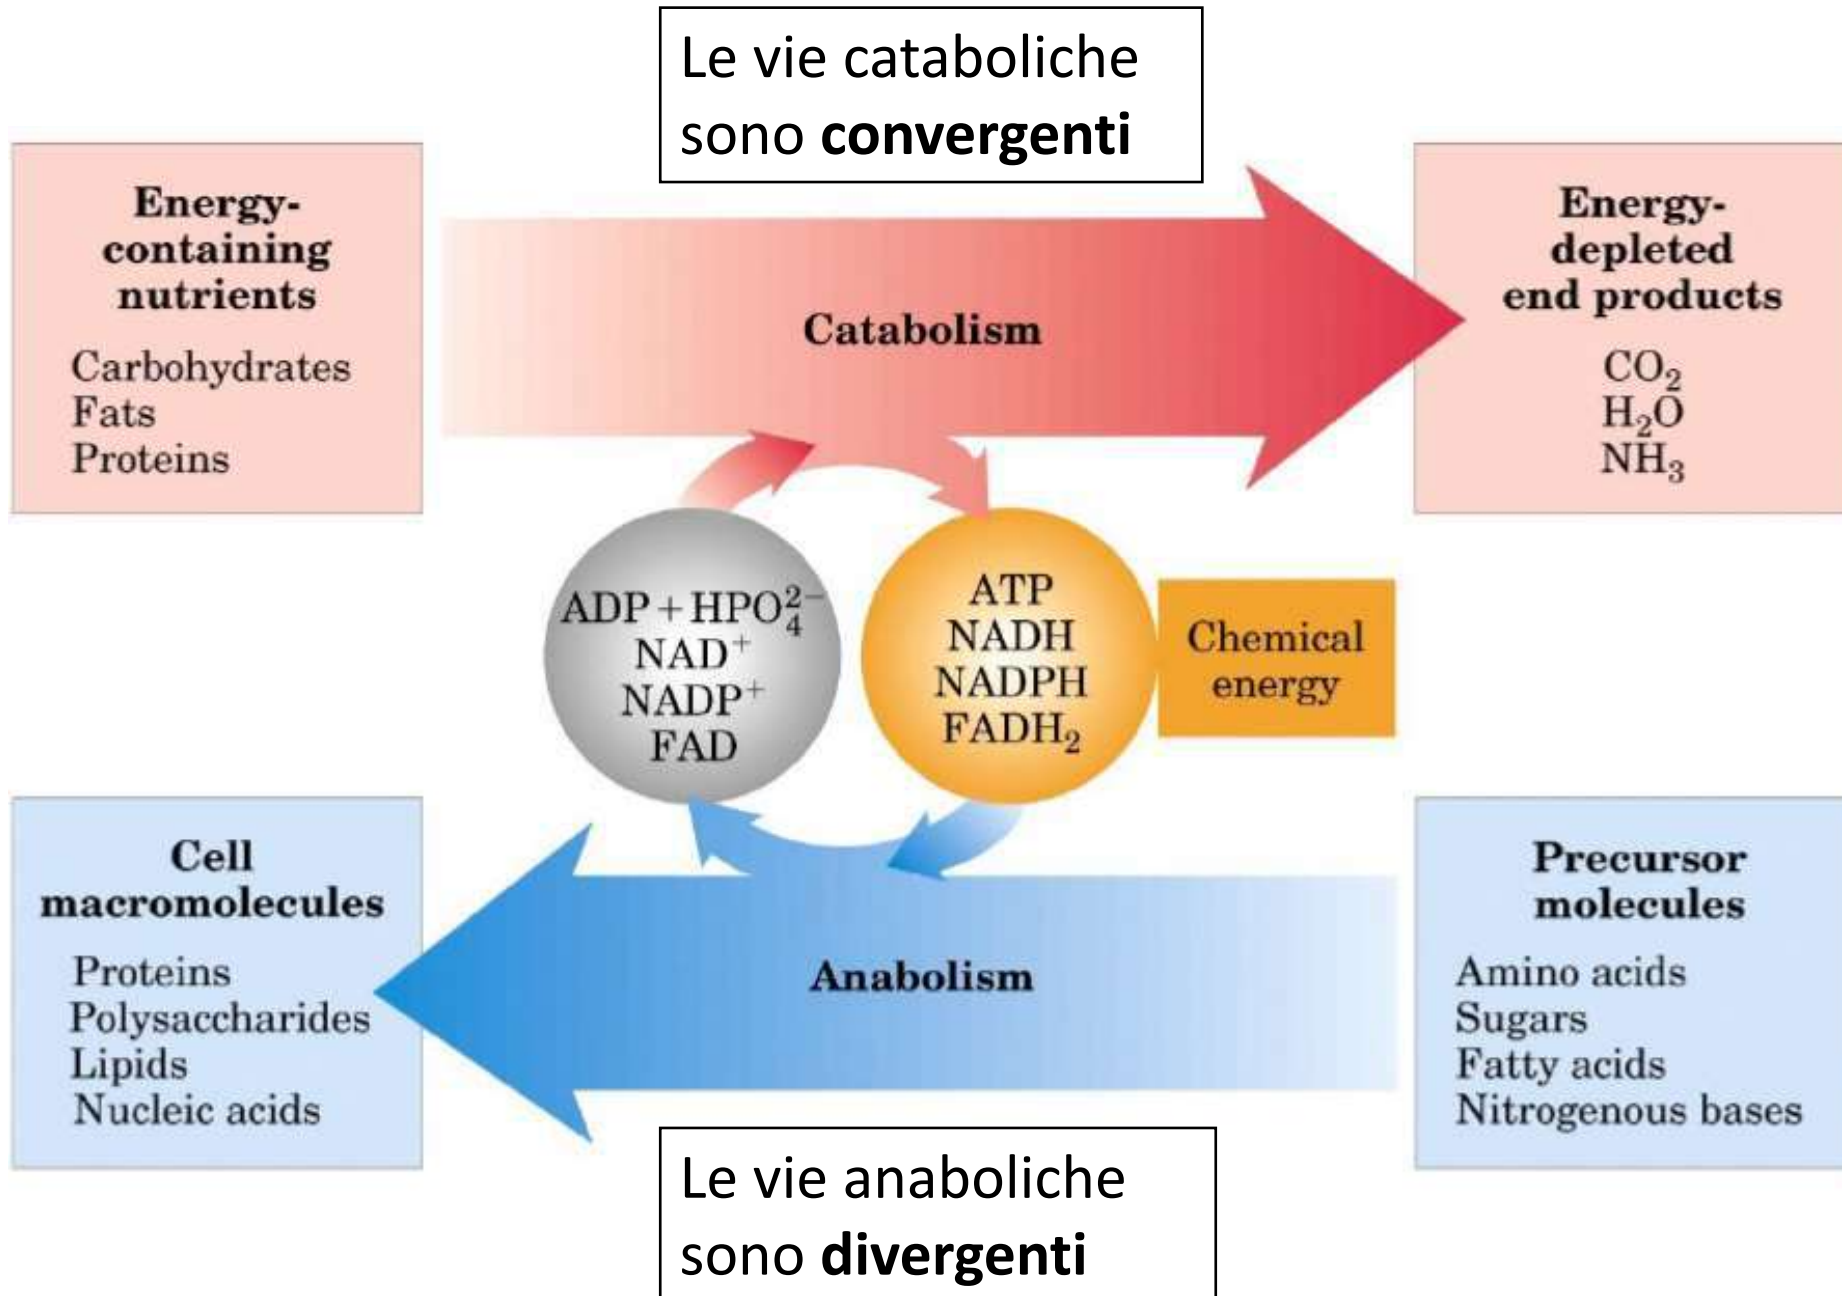 Le vie cataboliche
sono convergenti
Energy-
containing
nutrients
Carbohydrates
Fats
Proteins
Catabolism
Energy-
depleted
end products
CO₂
H₂O
NH₃
ADP + HPO₄²⁻
NAD⁺
NADP⁺
FAD
ATP
NADH
NADPH
FADH₂
Chemical
energy
Cell
macromolecules
Proteins
Polysaccharides
Lipids
Nucleic acids
Anabolism
Precursor
molecules
Amino acids
Sugars
Fatty acids
Nitrogenous bases
Le vie anaboliche
sono divergenti